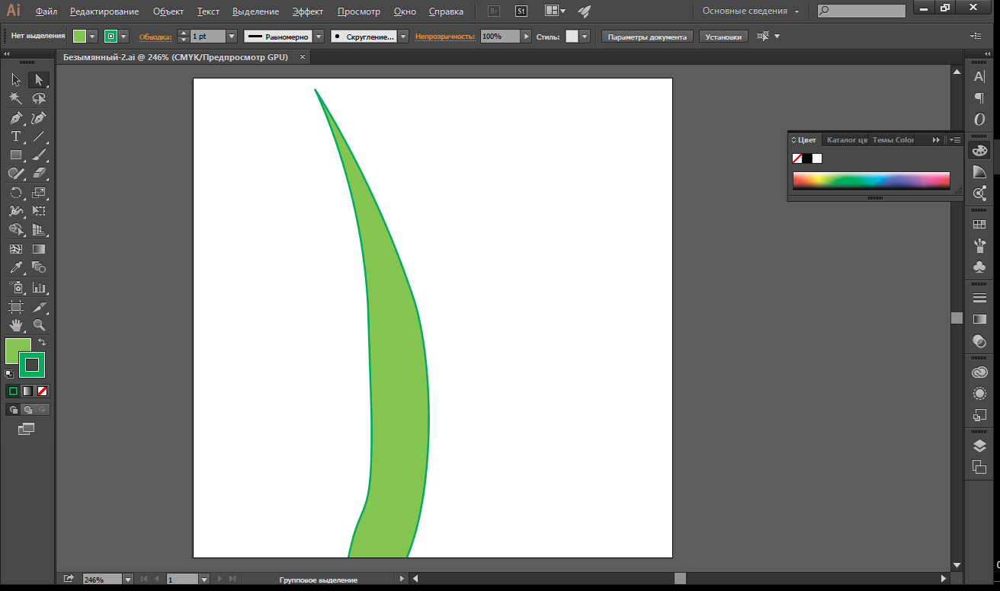 Ai Файл Редактирование Объект Текст Выделение Эффект Просмотр Окно Справка Br St Основные сведения
Нет выделения Обводка: 1 pt Равномерно Скругление... Непрозрачность: 100% Стиль: Параметры документа Установки
Безымянный-2.ai @ 246% (CMYK/Предпросмотр GPU) ×
Цвет Каталог цв Темы Color
246% 1 Групповое выделение